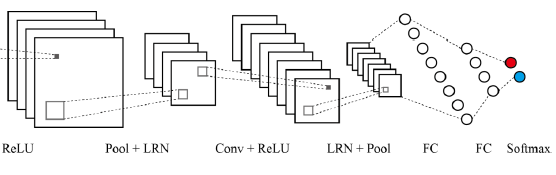 ReLU Pool + LRN Conv + ReLU LRN + Pool FC FC Softmax